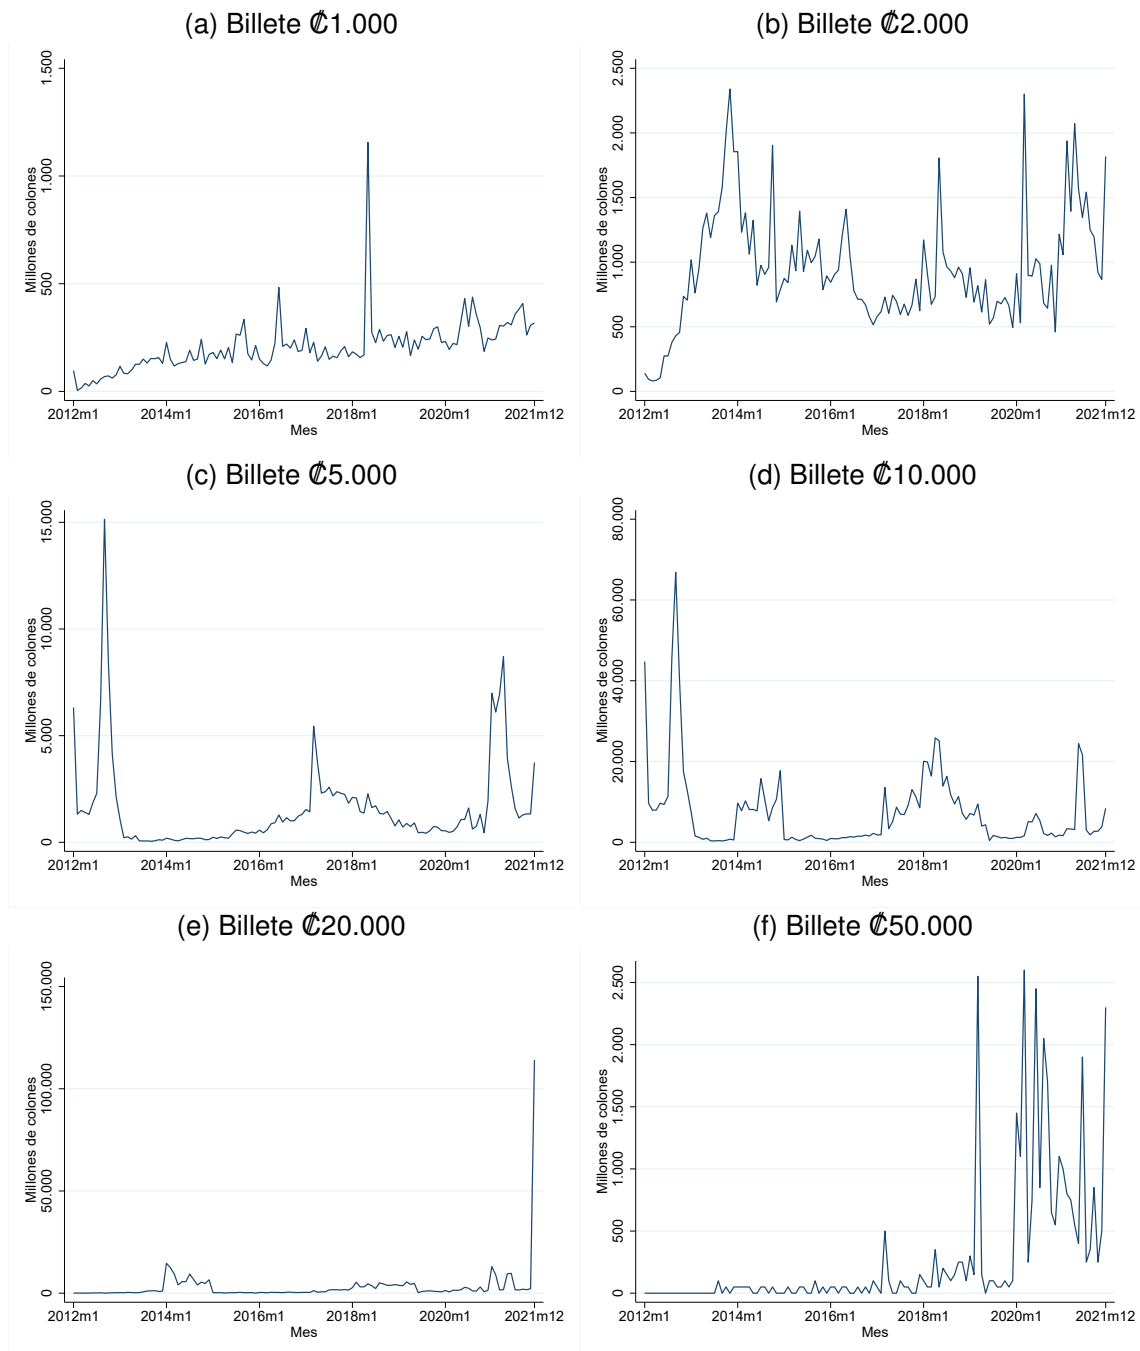 (a) Billete ₡1.000
Millones de colones
1.500
1.000
500
0
2012m1 2014m1 2016m1 2018m1 2020m1 2021m12
Mes
(b) Billete ₡2.000
Millones de colones
2.500
2.000
1.500
1.000
500
0
2012m1 2014m1 2016m1 2018m1 2020m1 2021m12
Mes
(c) Billete ₡5.000
Millones de colones
15.000
10.000
5.000
0
2012m1 2014m1 2016m1 2018m1 2020m1 2021m12
Mes
(d) Billete ₡10.000
Millones de colones
80.000
60.000
40.000
20.000
0
2012m1 2014m1 2016m1 2018m1 2020m1 2021m12
Mes
(e) Billete ₡20.000
Millones de colones
150.000
100.000
50.000
0
2012m1 2014m1 2016m1 2018m1 2020m1 2021m12
Mes
(f) Billete ₡50.000
Millones de colones
2.500
2.000
1.500
1.000
500
0
2012m1 2014m1 2016m1 2018m1 2020m1 2021m12
Mes